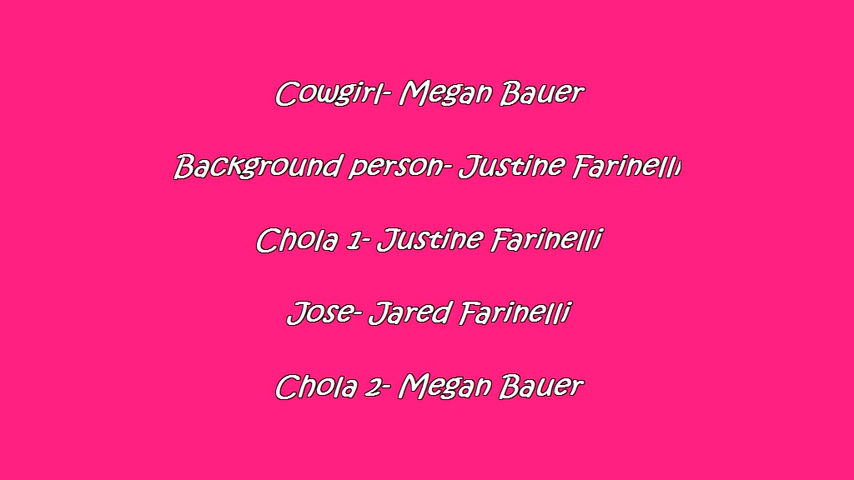 Cowgirl- Megan Bauer
Background person- Justine Farinelli
Chola 1- Justine Farinelli
Jose- Jared Farinelli
Chola 2- Megan Bauer